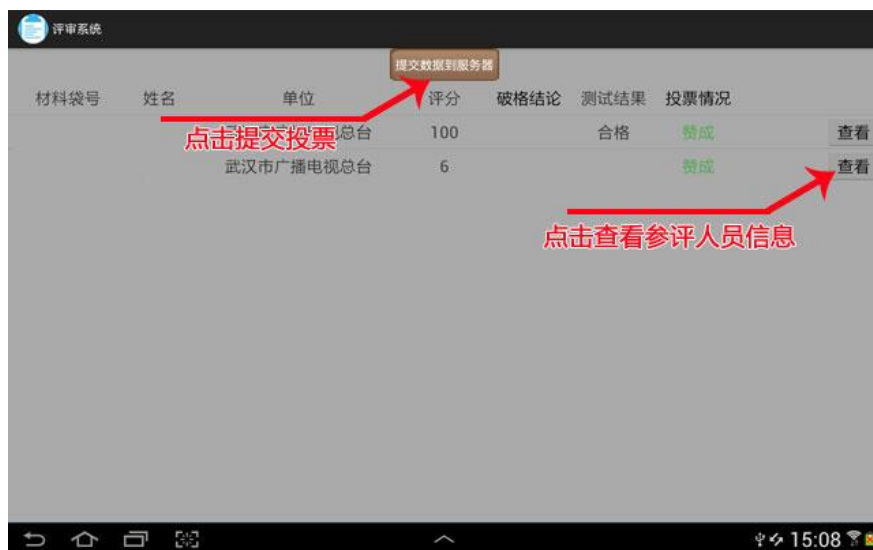 评审系统
提交数据到服务器
材料袋号 姓名 单位 评分 破格结论 测试结果 投票情况
视总台 100 合格 赞成 查看
点击提交投票
武汉市广播电视总台 6 赞成 查看
点击查看参评人员信息
15:08